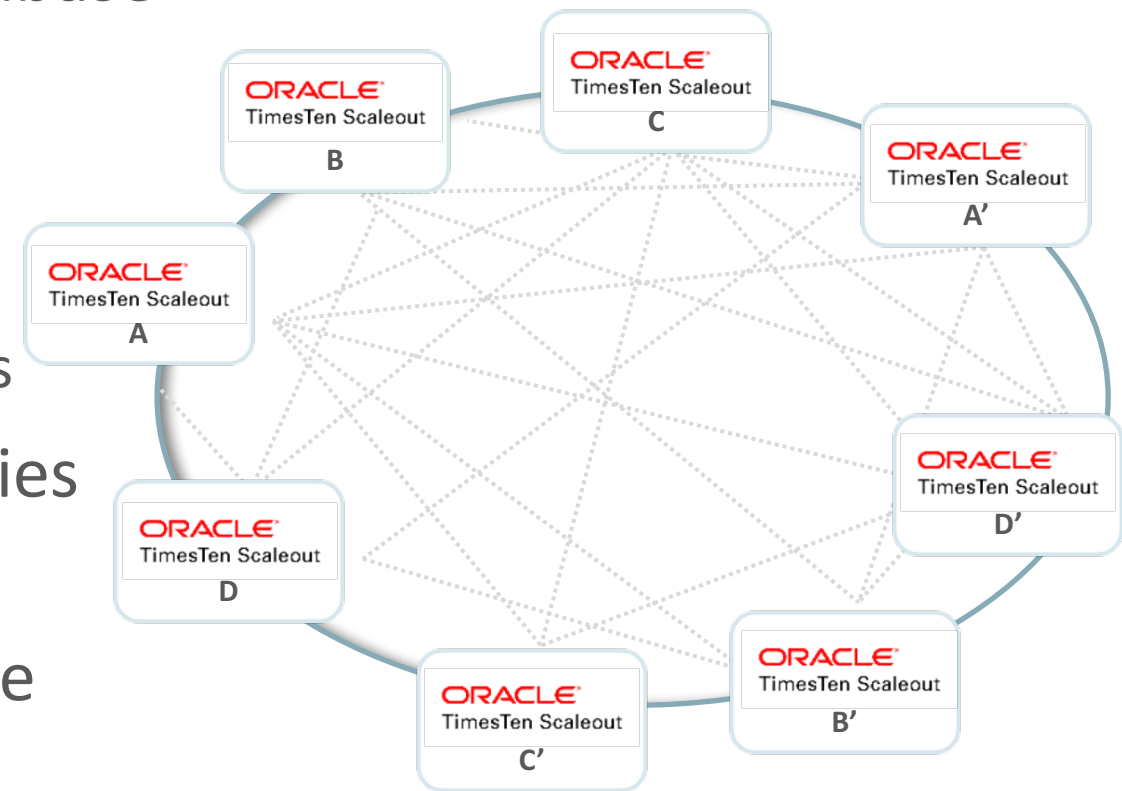 ORACLE
TimesTen Scaleout
C
ORACLE
TimesTen Scaleout
B
ORACLE
TimesTen Scaleout
A’
ORACLE
TimesTen Scaleout
A
s
ies
ORACLE
TimesTen Scaleout
D’
ORACLE
TimesTen Scaleout
D
e
ORACLE
TimesTen Scaleout
B’
ORACLE
TimesTen Scaleout
C’